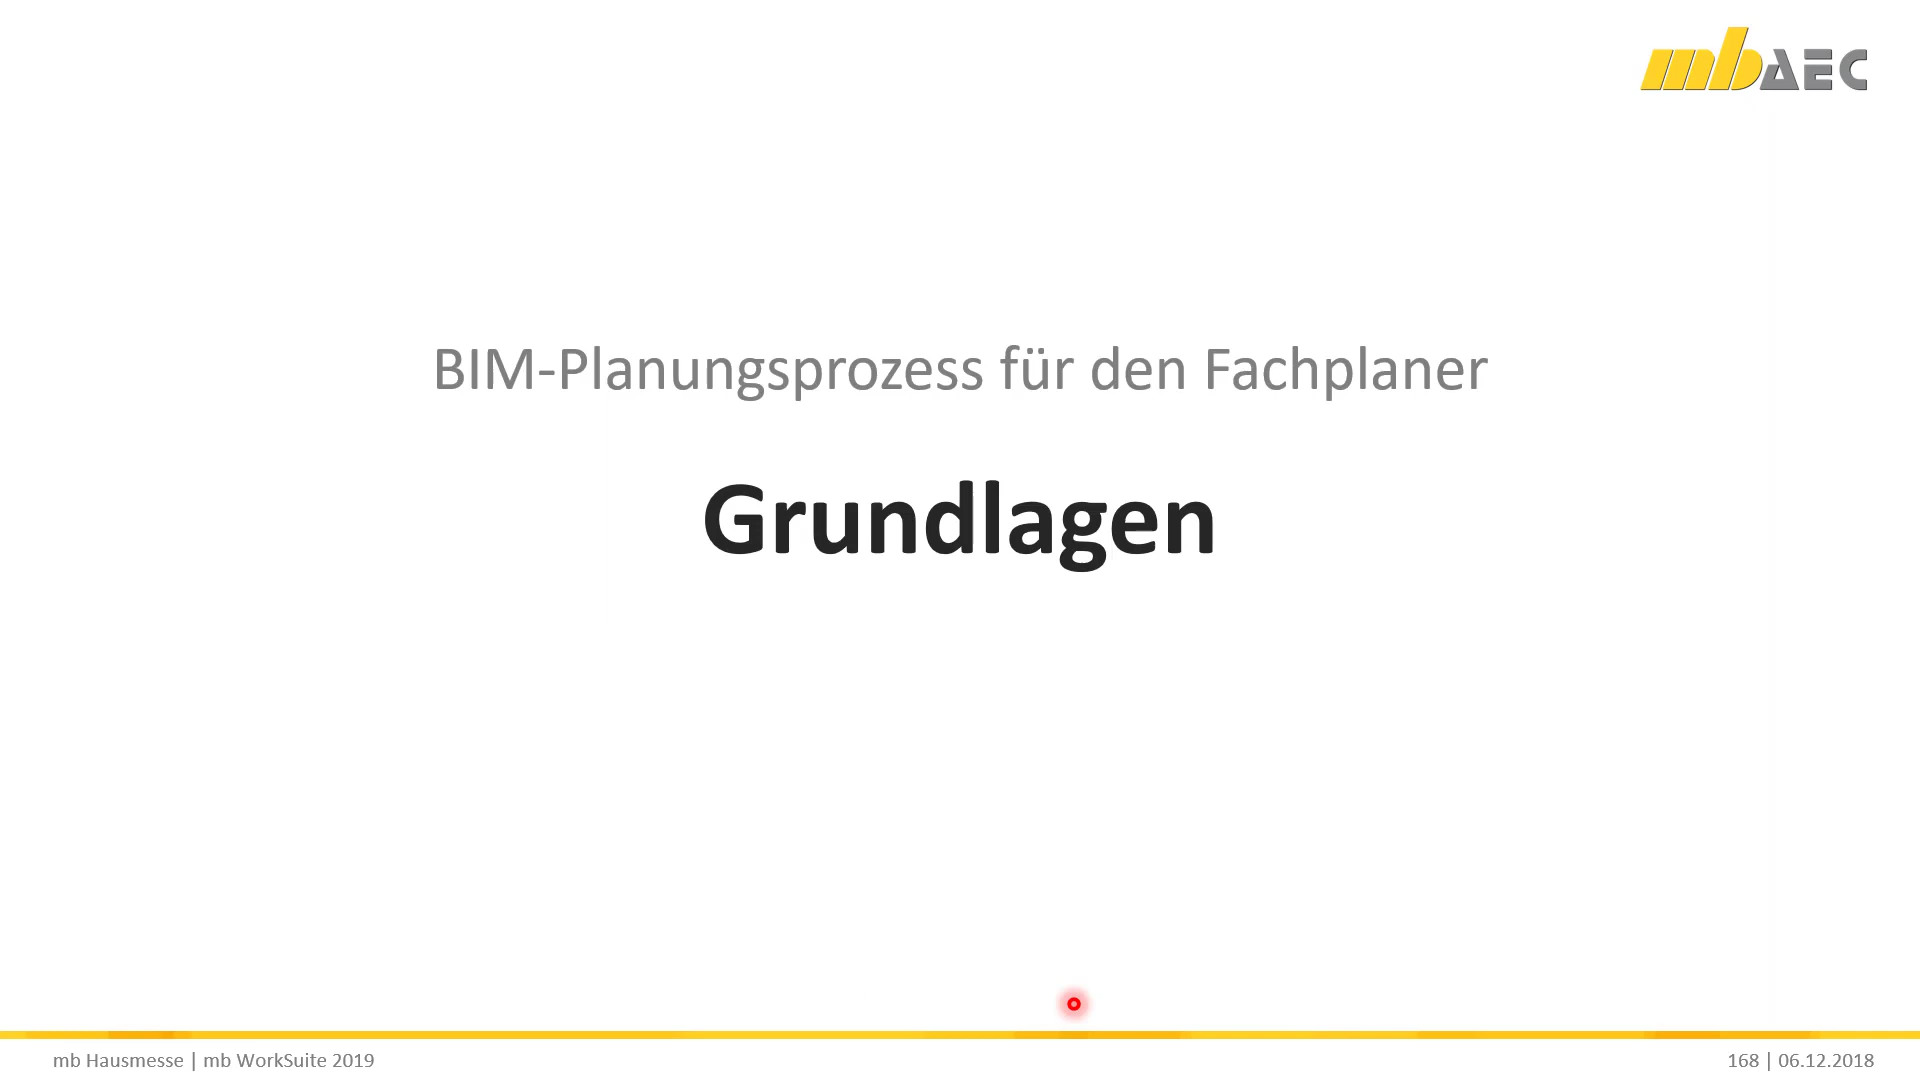 mbAEC
BIM-Planungsprozess für den Fachplaner
Grundlagen
mb Hausmesse | mb WorkSuite 2019
168 | 06.12.2018